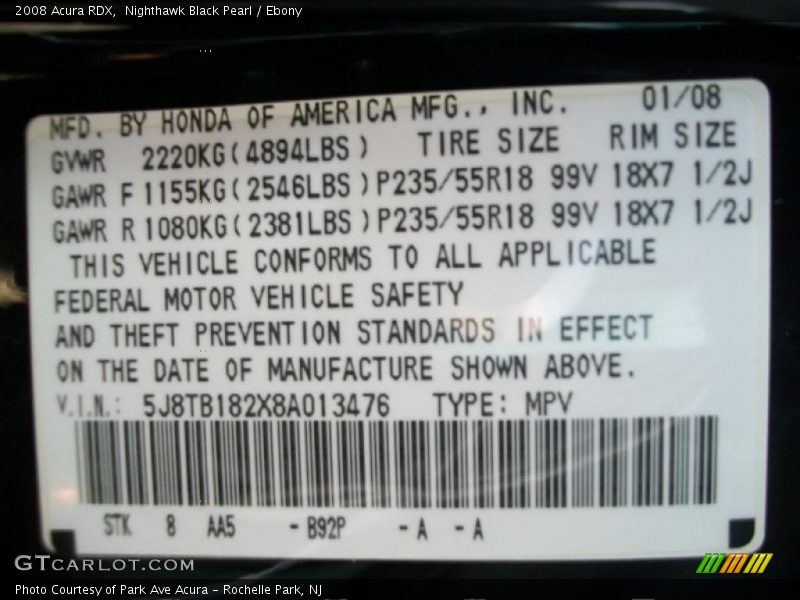 2008 Acura RDX,  Nighthawk Black Pearl / Ebony
MFD. BY HONDA OF AMERICA MFG., INC. 01/08
GVWR 2220KG(4894LBS) TIRE SIZE RIM SIZE
GAWR F 1155KG(2546LBS)P235/55R18 99V 18X7 1/2J
GAWR R 1080KG(2381LBS)P235/55R18 99V 18X7 1/2J
THIS VEHICLE CONFORMS TO ALL APPLICABLE
FEDERAL MOTOR VEHICLE SAFETY
AND THEFT PREVENTION STANDARDS IN EFFECT
ON THE DATE OF MANUFACTURE SHOWN ABOVE.
V.I.N.: 5J8TB182X8A013476 TYPE: MPV
STK 8 AA5 -B92P -A -A
GTCARLOT.COM
Photo Courtesy of Park Ave Acura - Rochelle Park, NJ